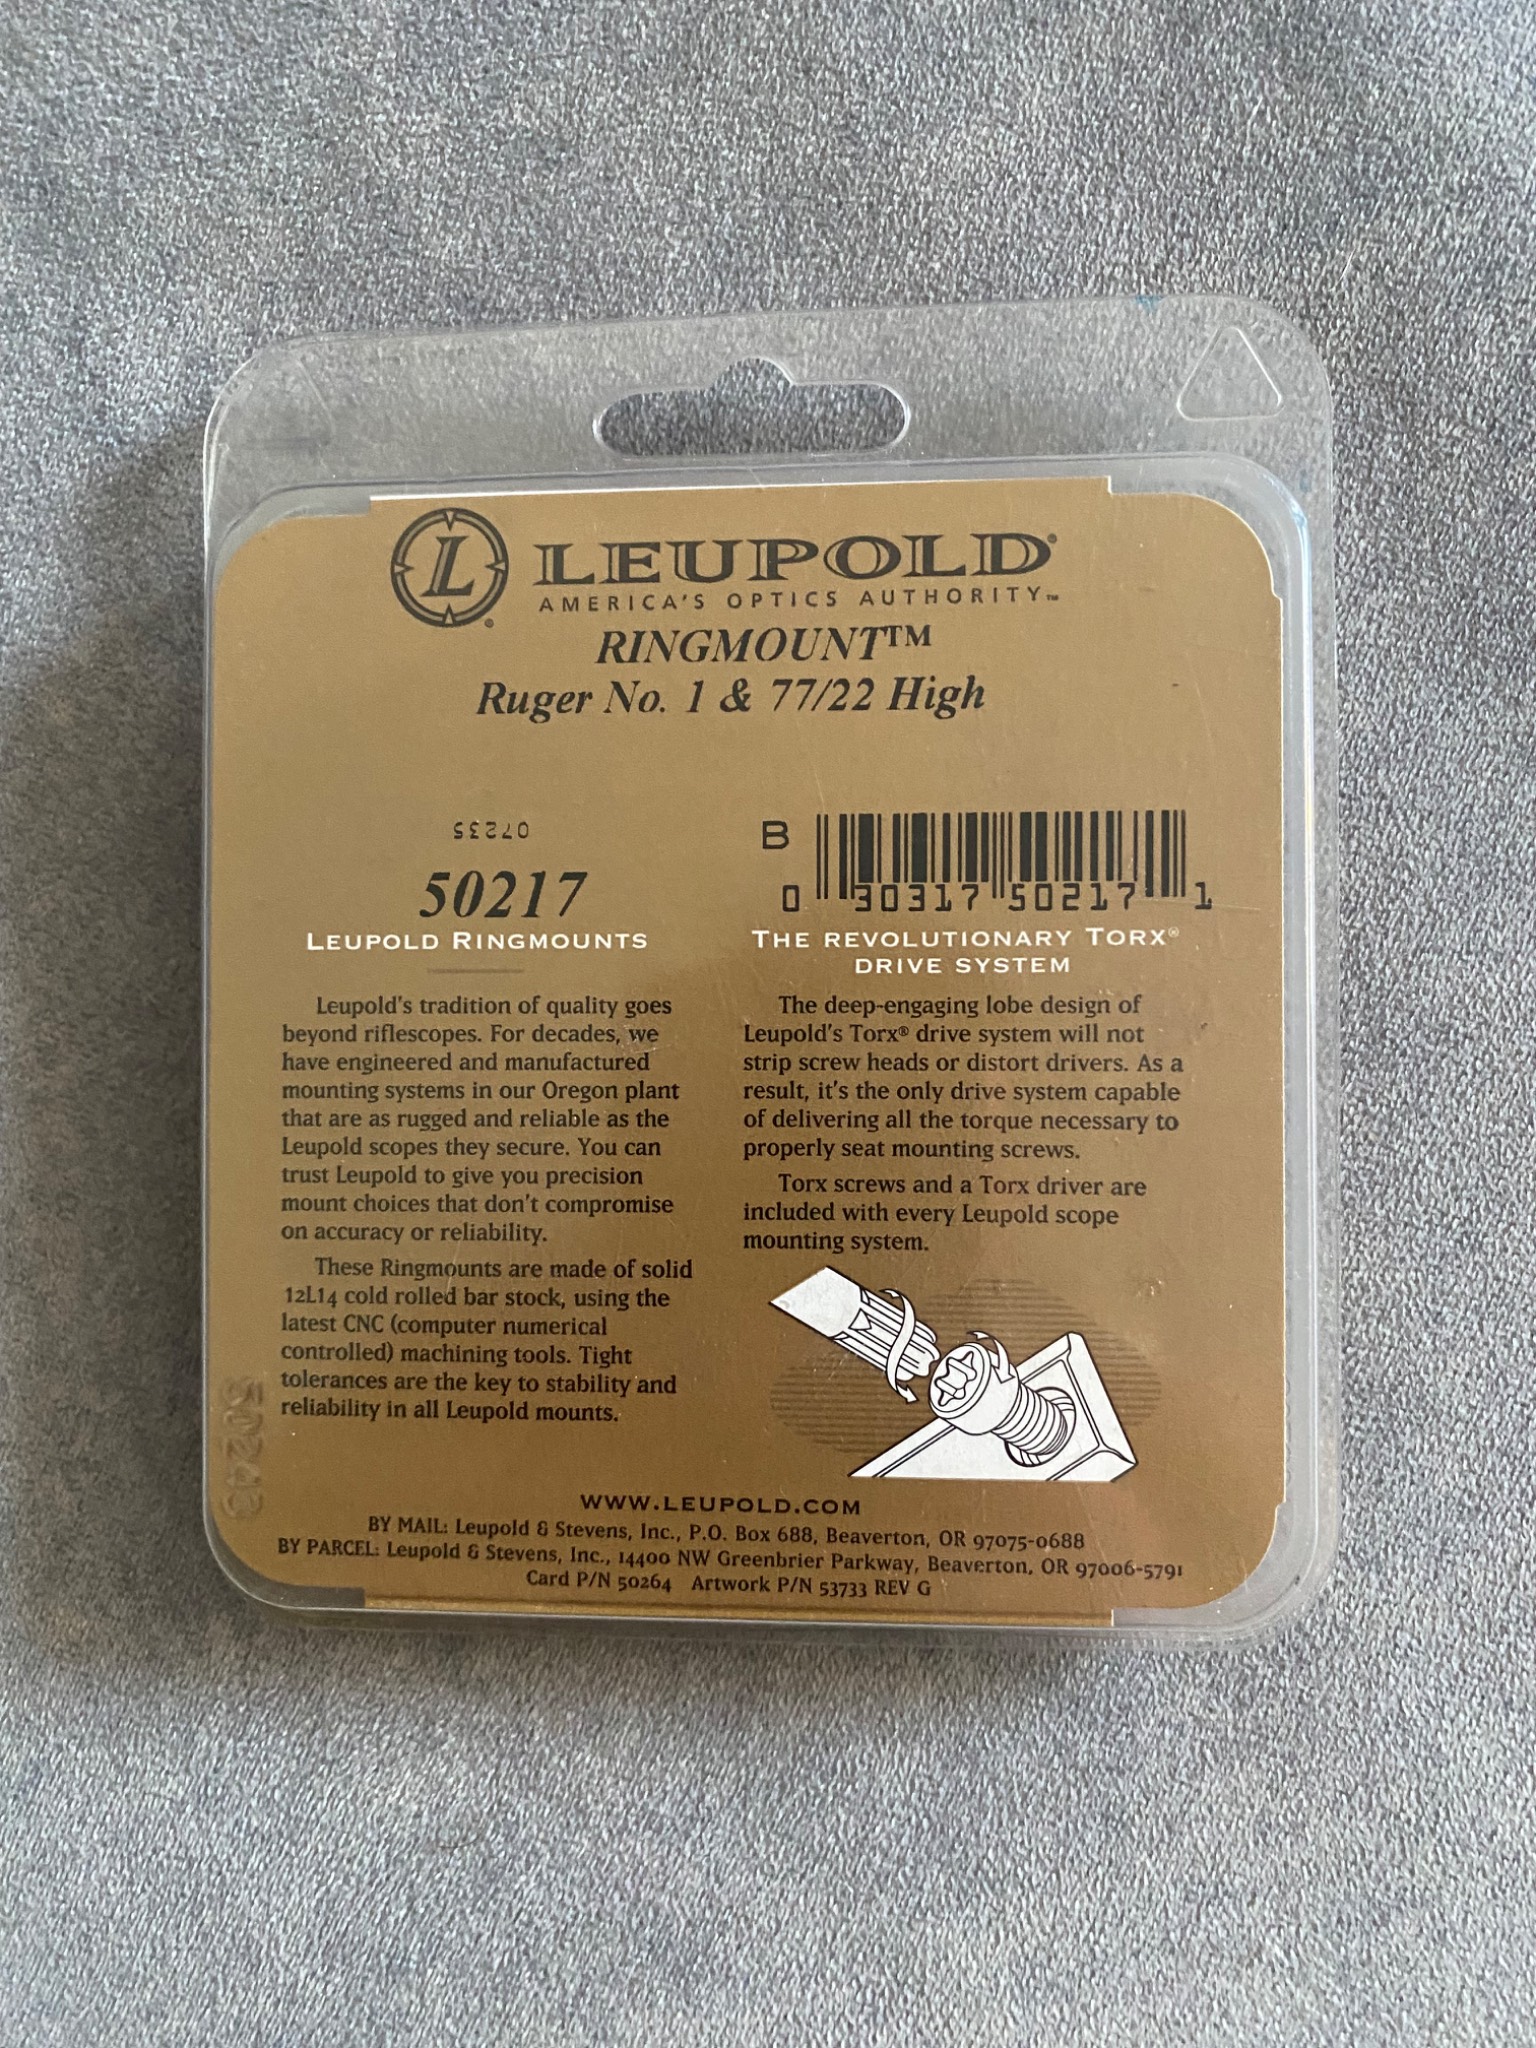 L
LEUPOLD®
AMERICA'S OPTICS AUTHORITY™
RINGMOUNT™
Ruger No. 1 & 77/22 High
07235
50217
LEUPOLD RINGMOUNTS
Leupold's tradition of quality goes
beyond riflescopes. For decades, we
have engineered and manufactured
mounting systems in our Oregon plant
that are as rugged and reliable as the
Leupold scopes they secure. You can
trust Leupold to give you precision
mount choices that don't compromise
on accuracy or reliability.
These Ringmounts are made of solid
12L14 cold rolled bar stock, using the
latest CNC (computer numerical
controlled) machining tools. Tight
tolerances are the key to stability and
reliability in all Leupold mounts.
B
0 30317 50217 1
THE REVOLUTIONARY TORX®
DRIVE SYSTEM
The deep-engaging lobe design of
Leupold's Torx® drive system will not
strip screw heads or distort drivers. As a
result, it's the only drive system capable
of delivering all the torque necessary to
properly seat mounting screws.
Torx screws and a Torx driver are
included with every Leupold scope
mounting system.
WWW.LEUPOLD.COM
BY MAIL: Leupold & Stevens, Inc., P.O. Box 688, Beaverton, OR 97075-0688
BY PARCEL: Leupold & Stevens, Inc., 14400 NW Greenbrier Parkway, Beaverton, OR 97006-5791
Card P/N 50264 Artwork P/N 53733 REV G